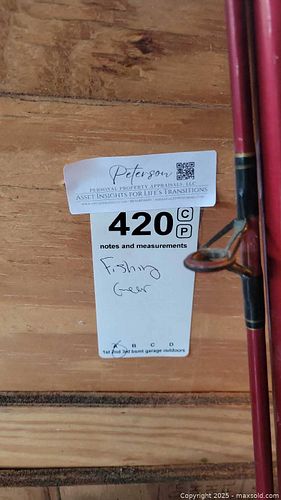 Peterson
PERSONAL PROPERTY APPRAISALS, LLC
ASSET INSIGHTS FOR LIFE'S TRANSITIONS
420 C
P
notes and measurements
Fishing
Gear
A B C D
1st 2nd 3rd bsmt garage outdoors
Copyright © 2025 - maxsold.com